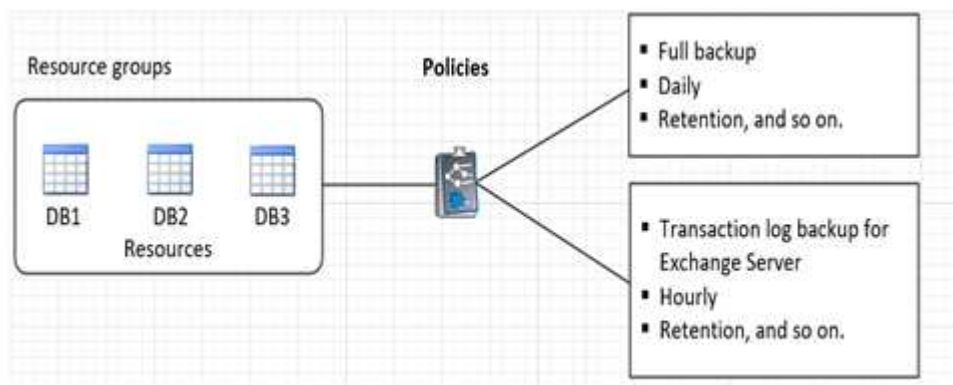 Resource groups
DB1
DB2
DB3
Resources
Policies
▪ Full backup
▪ Daily
▪ Retention, and so on.
▪ Transaction log backup for
Exchange Server
▪ Hourly
▪ Retention, and so on.